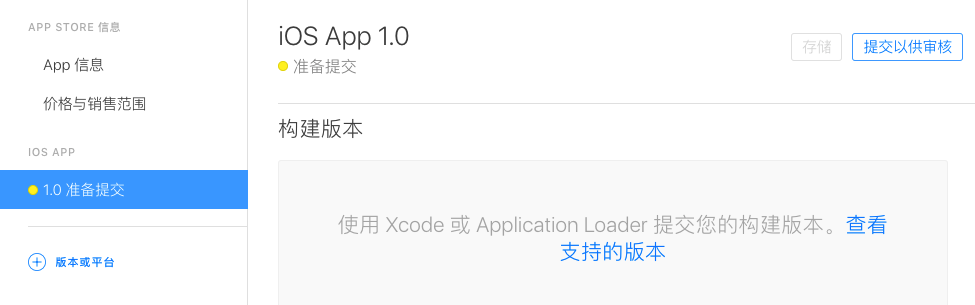 APP STORE 信息
App 信息
价格与销售范围
IOS APP
1.0 准备提交
版本或平台
iOS App 1.0
准备提交
存储
提交以供审核
构建版本
使用 Xcode 或 Application Loader 提交您的构建版本。查看
支持的版本